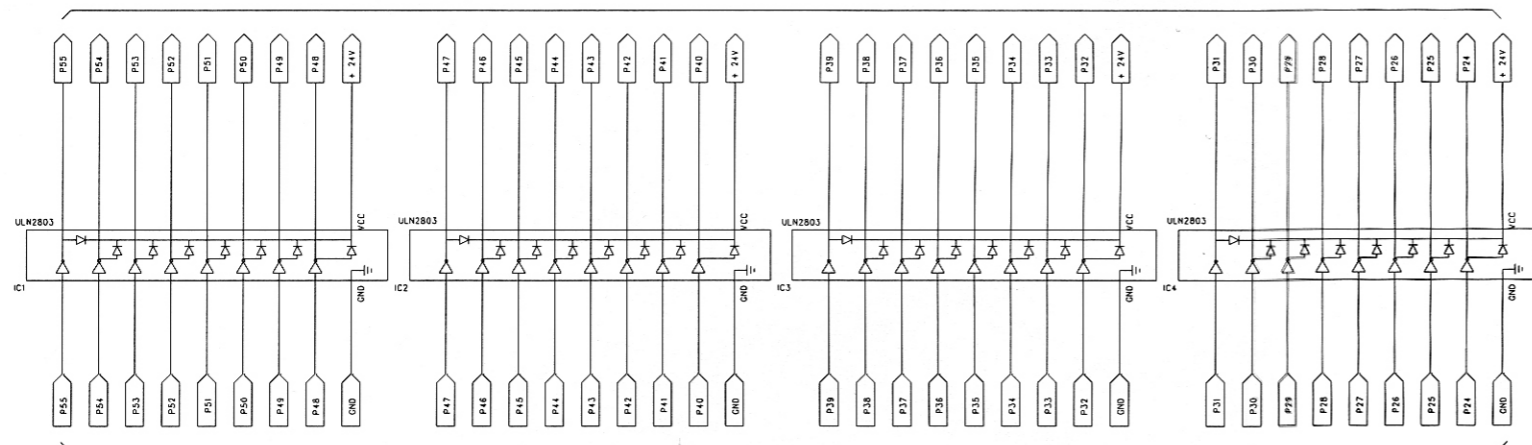 P55 P54 P53 P52 P51 P50 P49 P48 + 24V P47 P46 P45 P44 P43 P42 P41 P40 + 24V P39 P38 P37 P36 P35 P34 P33 P32 + 24V P31 P30 P29 P28 P27 P26 P25 P24 + 24V
ULN2803 VCC ULN2803 VCC ULN2803 VCC ULN2803 VCC
IC1 GND IC2 GND IC3 GND IC4 GND
P55 P54 P53 P52 P51 P50 P49 P48 GND P47 P46 P45 P44 P43 P42 P41 P40 GND P39 P38 P37 P36 P35 P34 P33 P32 GND P31 P30 P29 P28 P27 P26 P25 P24 GND